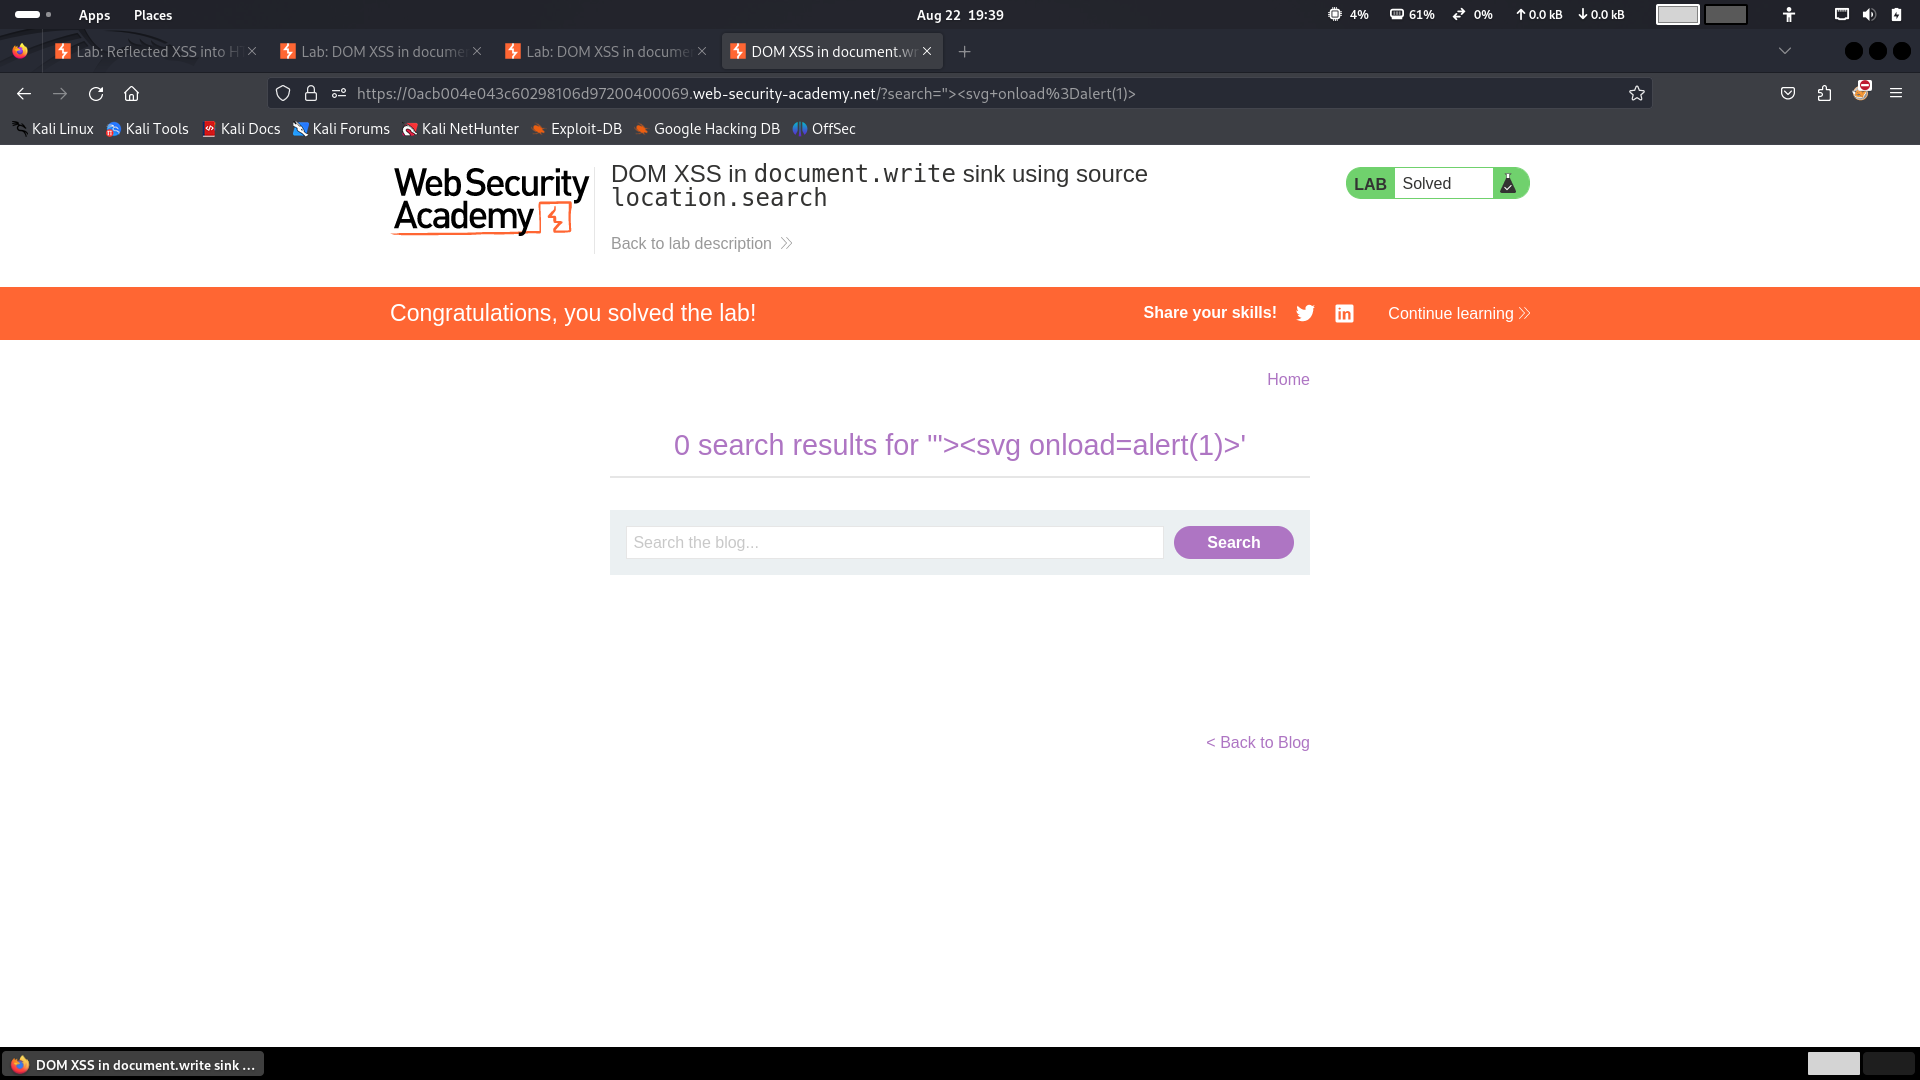 Apps Places Aug 22 19:39 4% 61% 0% 0.0 kB 0.0 kB
Lab: Reflected XSS into H Lab: DOM XSS in docume Lab: DOM XSS in docume DOM XSS in document.wr
https://0acb004e043c60298106d97200400069.web-security-academy.net/?search="><svg+onload%3Dalert(1)>
Kali Linux Kali Tools Kali Docs Kali Forums Kali NetHunter Exploit-DB Google Hacking DB OffSec
Web Security
Academy
DOM XSS in document.write sink using source
location.search
Back to lab description
LAB Solved
Congratulations, you solved the lab! Share your skills! Continue learning
Home
0 search results for '"><svg onload=alert(1)>'
Search the blog... Search
< Back to Blog
DOM XSS in document.write sink ...